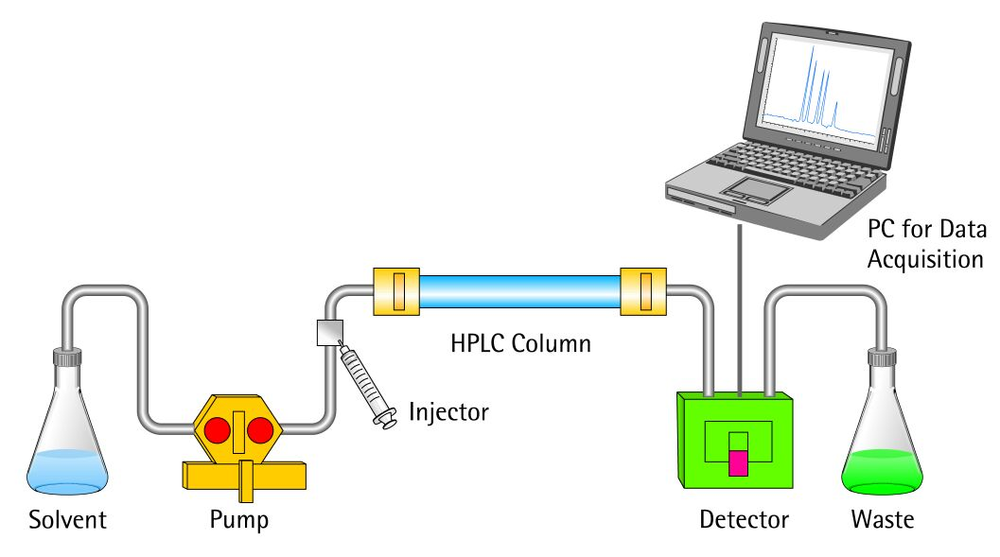 PC for Data
Acquisition
HPLC Column
Injector
Solvent
Pump
Detector
Waste